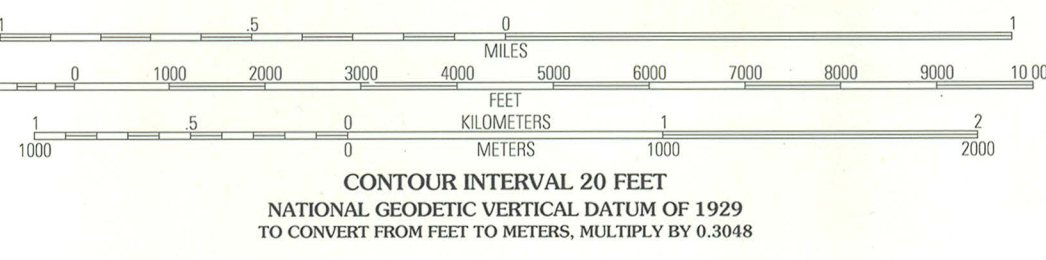 1 .5 0 1
MILES
0 1000 2000 3000 4000 5000 6000 7000 8000 9000 10 00
FEET
1 .5 0 KILOMETERS 1 2
1000 0 METERS 1000 2000
CONTOUR INTERVAL 20 FEET
NATIONAL GEODETIC VERTICAL DATUM OF 1929
TO CONVERT FROM FEET TO METERS, MULTIPLY BY 0.3048